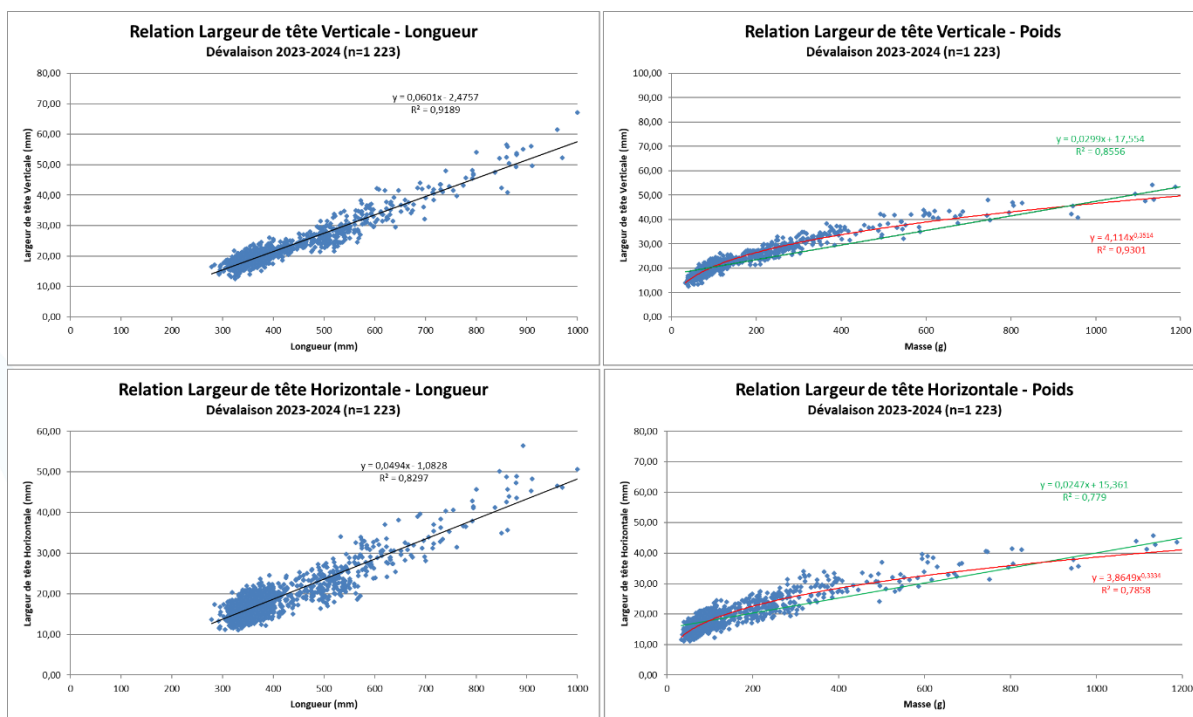 Relation Largeur de tête Verticale - Longueur
Dévalaison 2023-2024 (n=1 223)
Largeur de tête Verticale (mm)
80,00
70,00
60,00
50,00
40,00
30,00
20,00
10,00
0,00
y = 0,0601x - 2,4757
R² = 0,9189
0 100 200 300 400 500 600 700 800 900 1000
Longueur (mm)
Relation Largeur de tête Verticale - Poids
Dévalaison 2023-2024 (n=1 223)
Largeur de tête Verticale (mm)
100,00
90,00
80,00
70,00
60,00
50,00
40,00
30,00
20,00
10,00
0,00
y = 0,0299x + 17,554
R² = 0,8556
y = 4,114x^0,3514
R² = 0,9301
0 200 400 600 800 1000 1200
Masse (g)
Relation Largeur de tête Horizontale - Longueur
Dévalaison 2023-2024 (n=1 223)
Largeur de tête Horizontale (mm)
60,00
50,00
40,00
30,00
20,00
10,00
0,00
y = 0,0494x - 1,0828
R² = 0,8297
0 100 200 300 400 500 600 700 800 900 1000
Longueur (mm)
Relation Largeur de tête Horizontale - Poids
Dévalaison 2023-2024 (n=1 223)
Largeur de tête Horizontale (mm)
80,00
70,00
60,00
50,00
40,00
30,00
20,00
10,00
0,00
y = 0,0247x + 15,361
R² = 0,779
y = 3,8649x^0,3334
R² = 0,7858
0 200 400 600 800 1000 1200
Masse (g)